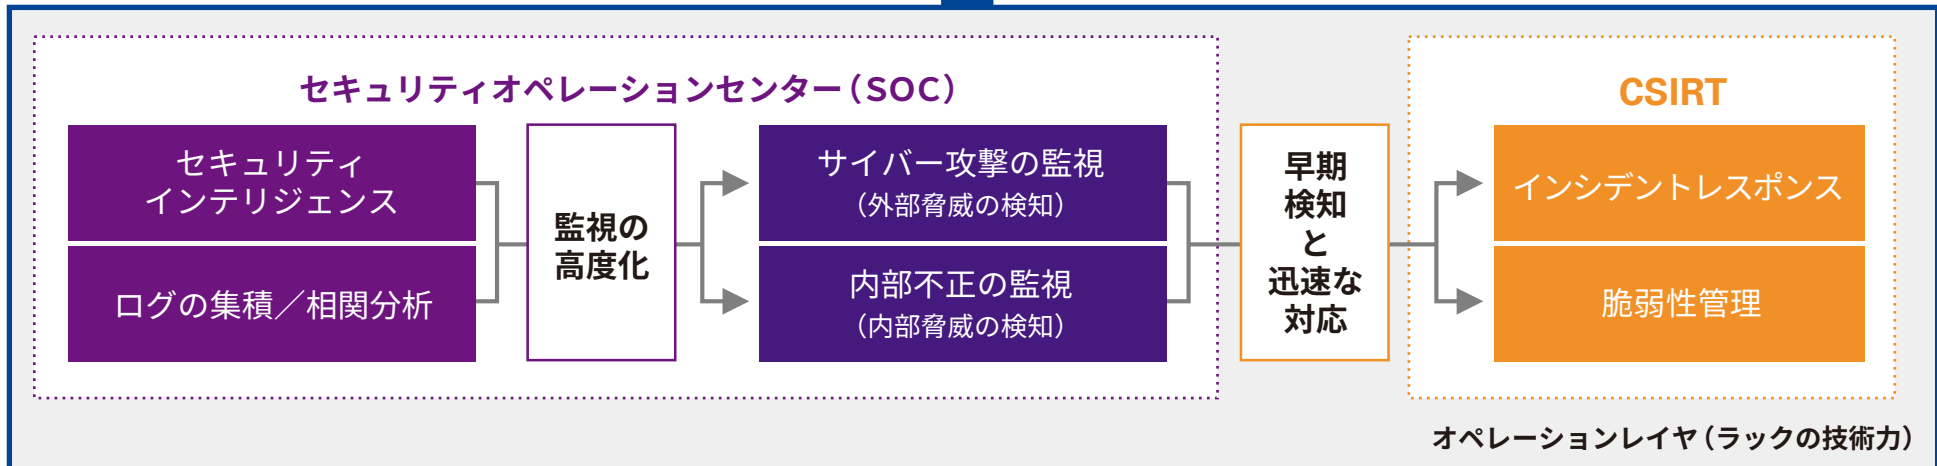 セキュリティオペレーションセンター（SOC）
セキュリティ
インテリジェンス
ログの集積／相関分析
監視の
高度化
サイバー攻撃の監視
（外部脅威の検知）
内部不正の監視
（内部脅威の検知）
早期
検知
と
迅速な
対応
CSIRT
インシデントレスポンス
脆弱性管理
オペレーションレイヤ（ラックの技術力）